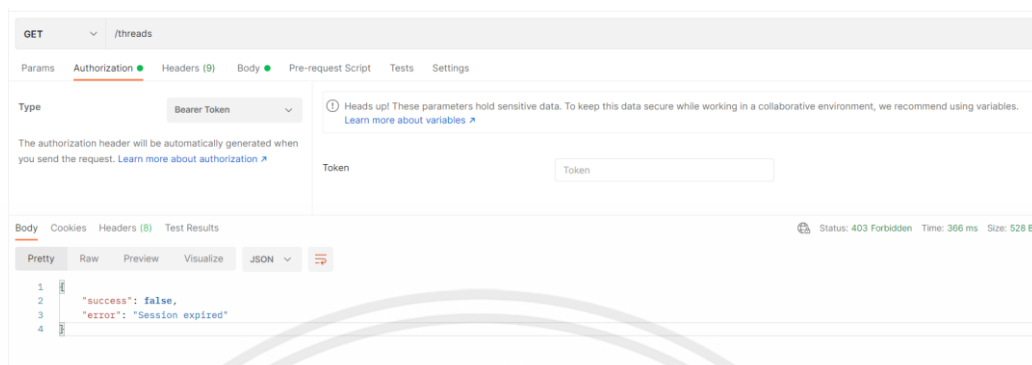 GET /threads
Params Authorization Headers (9) Body Pre-request Script Tests Settings
Type Bearer Token
Heads up! These parameters hold sensitive data. To keep this data secure while working in a collaborative environment, we recommend using variables.
Learn more about variables ↗
The authorization header will be automatically generated when
you send the request. Learn more about authorization ↗
Token Token
Body Cookies Headers (8) Test Results Status: 403 Forbidden Time: 366 ms Size: 528 B
Pretty Raw Preview Visualize JSON
1 {
2 "success": false,
3 "error": "Session expired"
4 }